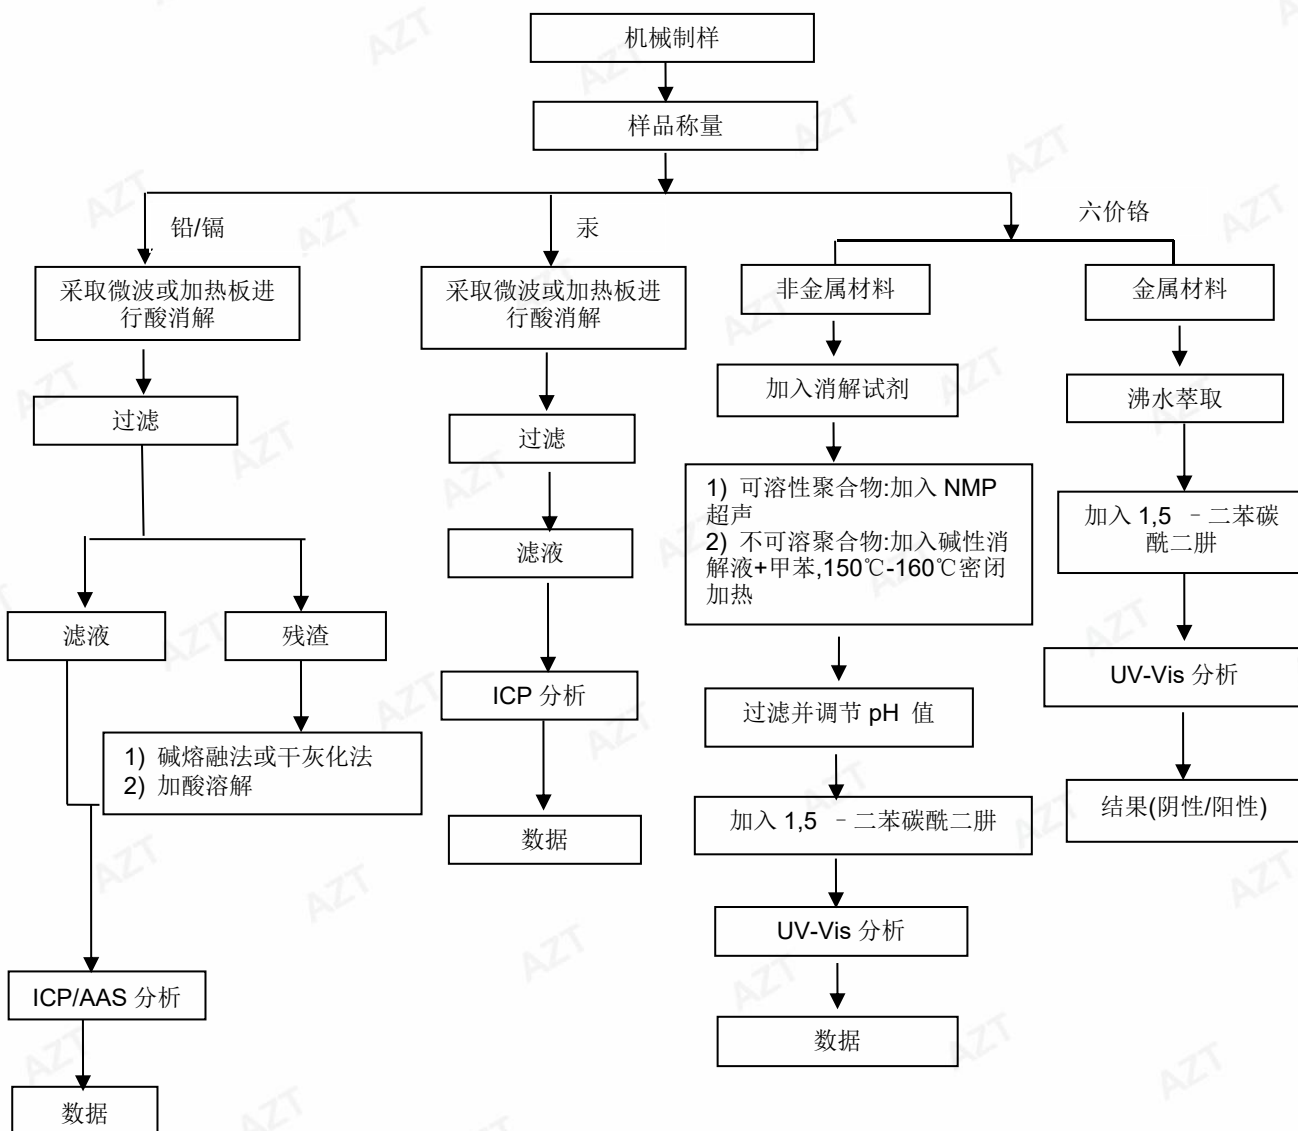 机械制样
样品称量
铅/镉
汞
六价铬
采取微波或加热板进
行酸消解
过滤
滤液
残渣
1) 碱熔融法或干灰化法
2) 加酸溶解
ICP/AAS 分析
数据
采取微波或加热板进
行酸消解
过滤
滤液
ICP 分析
数据
非金属材料
加入消解试剂
1) 可溶性聚合物:加入 NMP
超声
2) 不可溶聚合物:加入碱性消
解液+甲苯,150℃-160℃密闭
加热
过滤并调节 pH 值
加入 1,5 －二苯碳酰二肼
UV-Vis 分析
数据
金属材料
沸水萃取
加入 1,5 －二苯碳
酰二肼
UV-Vis 分析
结果(阴性/阳性)
AZT